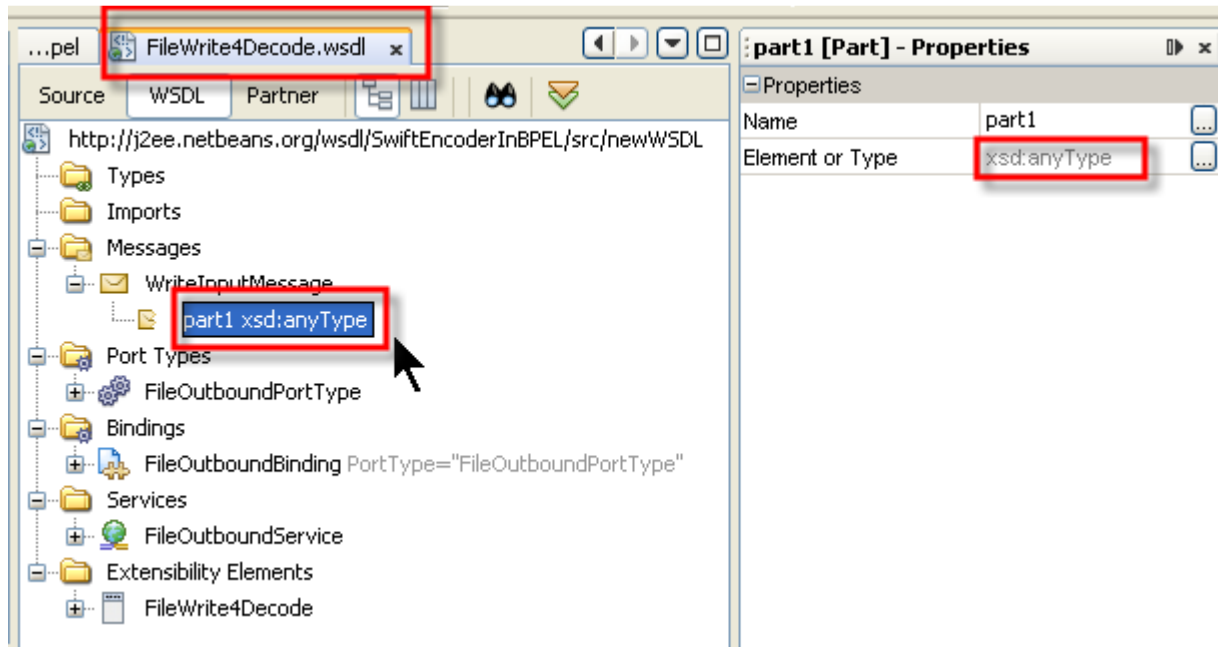 ...pel
FileWrite4Decode.wsdl x
Source WSDL Partner
http://j2ee.netbeans.org/wsdl/SwiftEncoderInBPEL/src/newWSDL
Types
Imports
Messages
WriteInputMessage
part1 xsd:anyType
Port Types
FileOutboundPortType
Bindings
FileOutboundBinding PortType="FileOutboundPortType"
Services
FileOutboundService
Extensibility Elements
FileWrite4Decode
part1 [Part] - Properties
Properties
Name part1 ...
Element or Type xsd:anyType ...